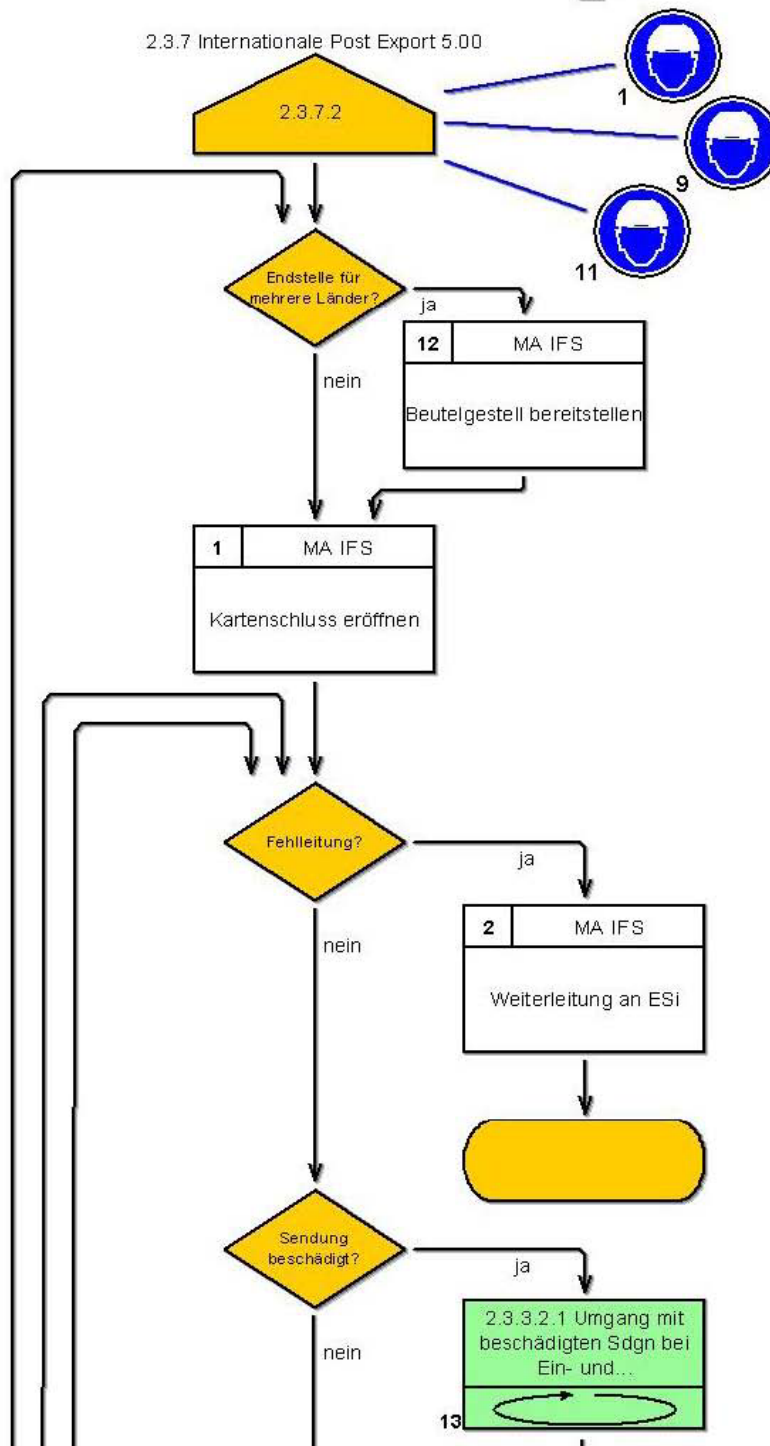 2.3.7 Internationale Post Export 5.00
2.3.7.2
1
9
11
Endstelle für
mehrere Länder?
ja
12 MA IFS
nein
Beutelgestell bereitstellen
1 MA IFS
Kartenschluss eröffnen
Fehlleitung?
ja
2 MA IFS
nein
Weiterleitung an ESi
Sendung
beschädigt?
ja
2.3.3.2.1 Umgang mit
beschädigten Sdgn bei
Ein- und...
nein
13